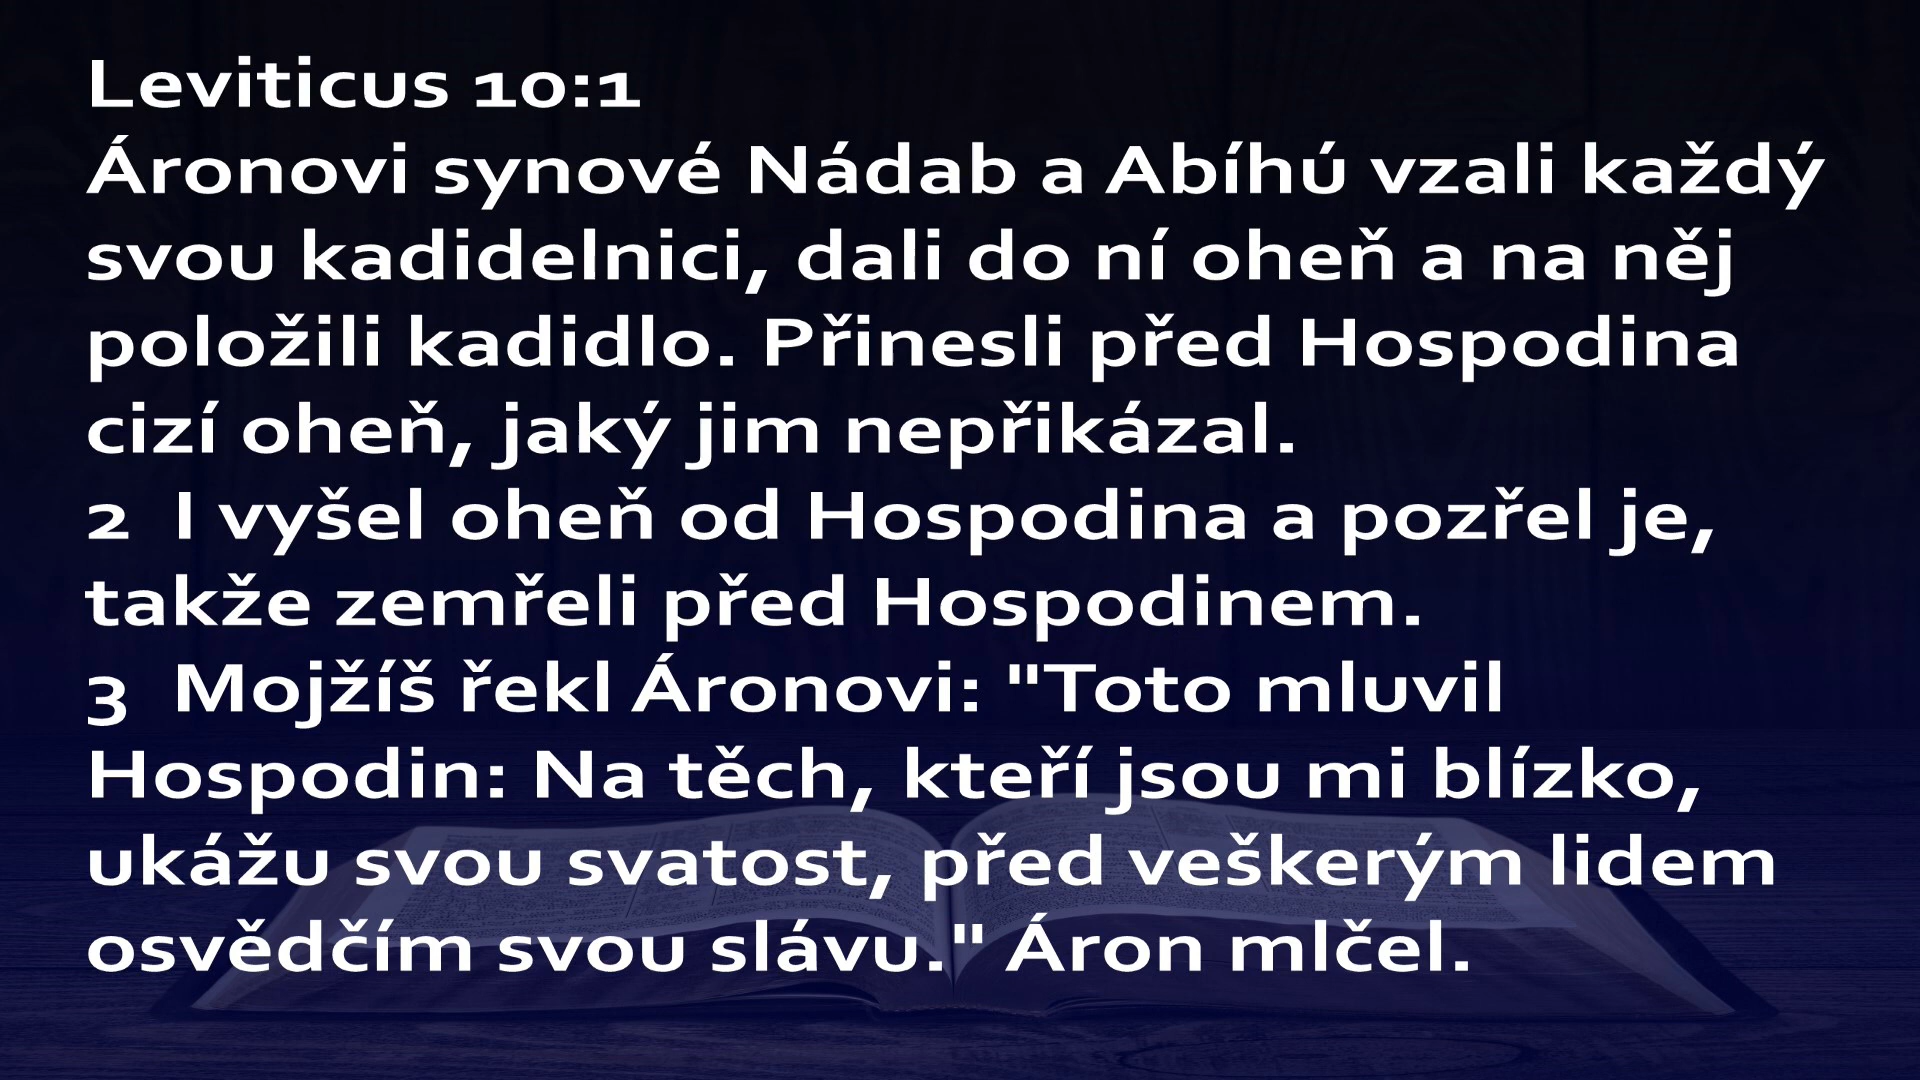 Leviticus 10:1
Áronovi synové Nádab a Abíhú vzali každý
svou kadidelnici, dali do ní oheň a na něj
položili kadidlo. Přinesli před Hospodina
cizí oheň, jaký jim nepřikázal.
2  I vyšel oheň od Hospodina a pozřel je,
takže zemřeli před Hospodinem.
3  Mojžíš řekl Áronovi: "Toto mluvil
Hospodin: Na těch, kteří jsou mi blízko,
ukážu svou svatost, před veškerým lidem
osvědčím svou slávu." Áron mlčel.